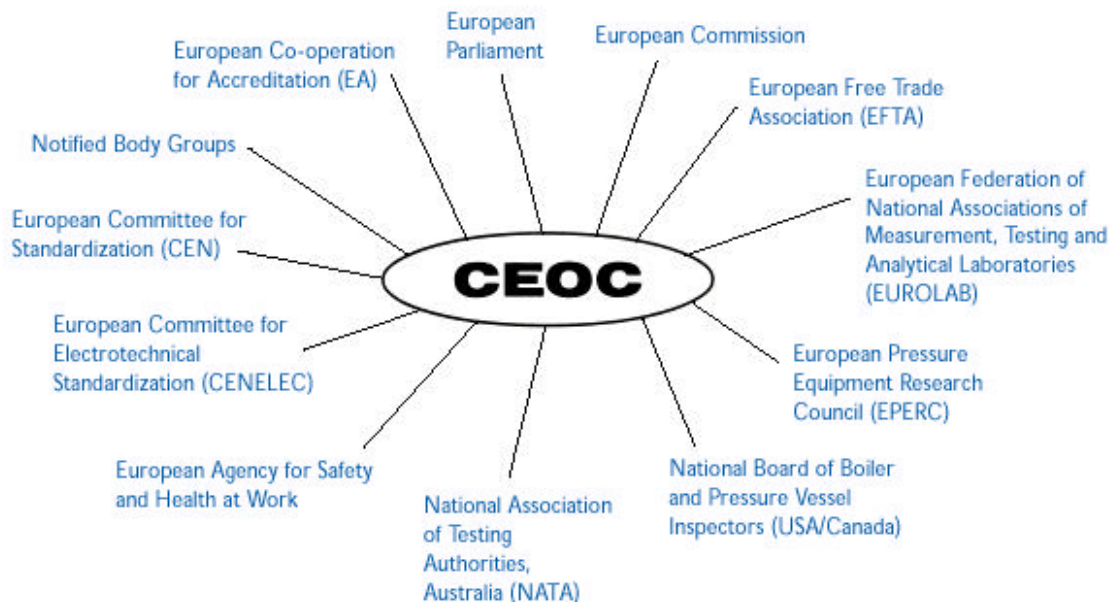 European
Parliament
European Commission
European Co-operation
for Accreditation (EA)
European Free Trade
Association (EFTA)
Notified Body Groups
European Federation of
National Associations of
Measurement, Testing and
Analytical Laboratories
(EUROLAB)
European Committee for
Standardization (CEN)
CEOC
European Committee for
Electrotechnical
Standardization (CENELEC)
European Pressure
Equipment Research
Council (EPERC)
European Agency for Safety
and Health at Work
National Board of Boiler
and Pressure Vessel
Inspectors (USA/Canada)
National Association
of Testing
Authorities,
Australia (NATA)